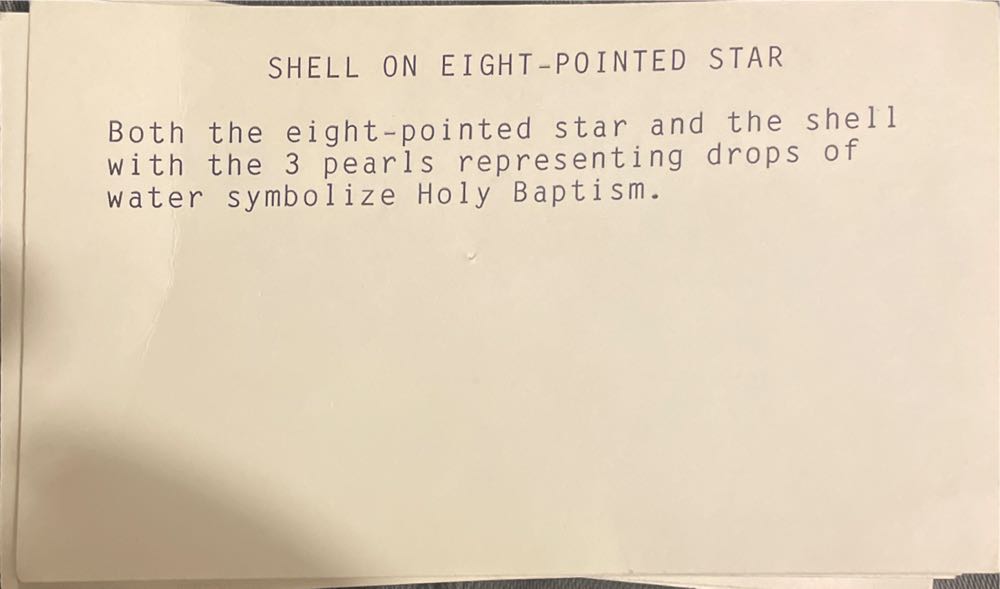 SHELL ON EIGHT-POINTED STAR
Both the eight-pointed star and the shell
with the 3 pearls representing drops of
water symbolize Holy Baptism.